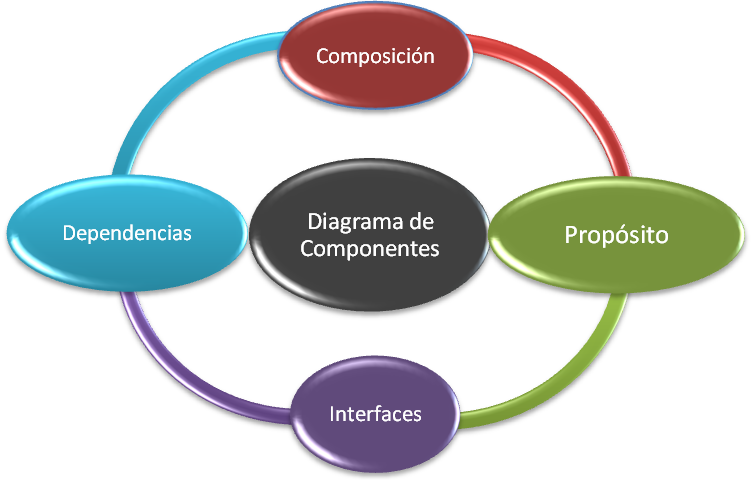 Composición
Dependencias
Diagrama de
Componentes
Propósito
Interfaces